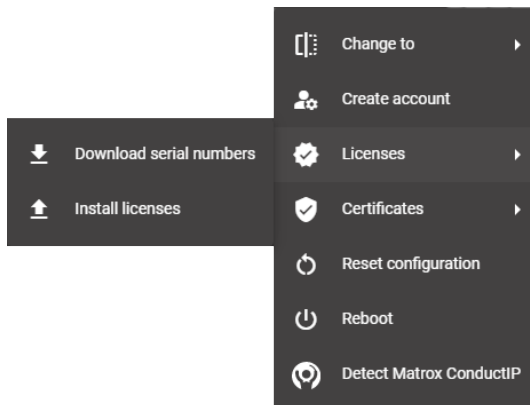 Change to
Create account
Licenses
Download serial numbers
Install licenses
Certificates
Reset configuration
Reboot
Detect Matrox ConductIP